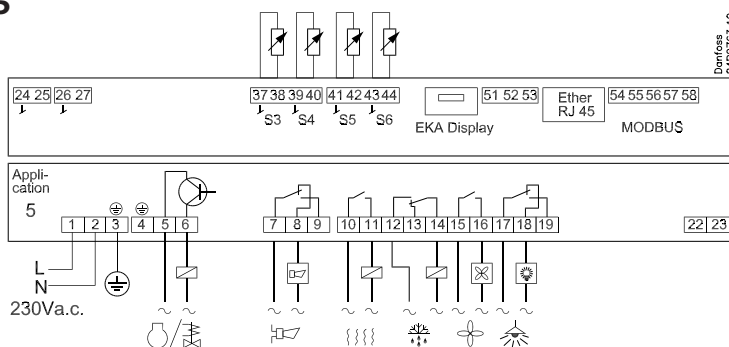 s
Danfoss
24 25 26 27 37 38 39 40 41 42 43 44 51 52 53 Ether RJ 45 54 55 56 57 58
S3 S4 S5 S6 EKA Display MODBUS
Appli-
cation
5
1 2 3 4 5 6 7 8 9 10 11 12 13 14 15 16 17 18 19 22 23
L
N
230Va.c.